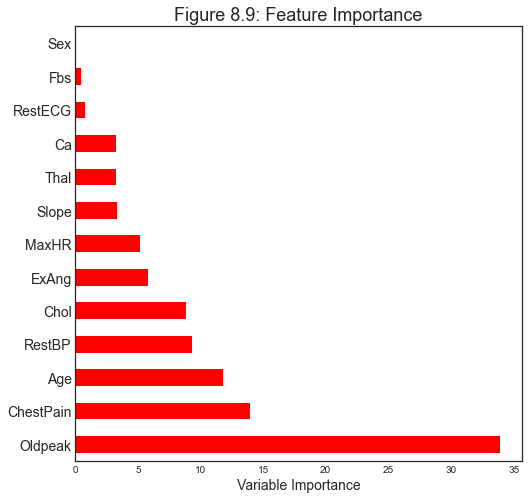 Figure 8.9: Feature Importance
Sex
Fbs
RestECG
Ca
Thal
Slope
MaxHR
ExAng
Chol
RestBP
Age
ChestPain
Oldpeak
0 5 10 15 20 25 30 35
Variable Importance